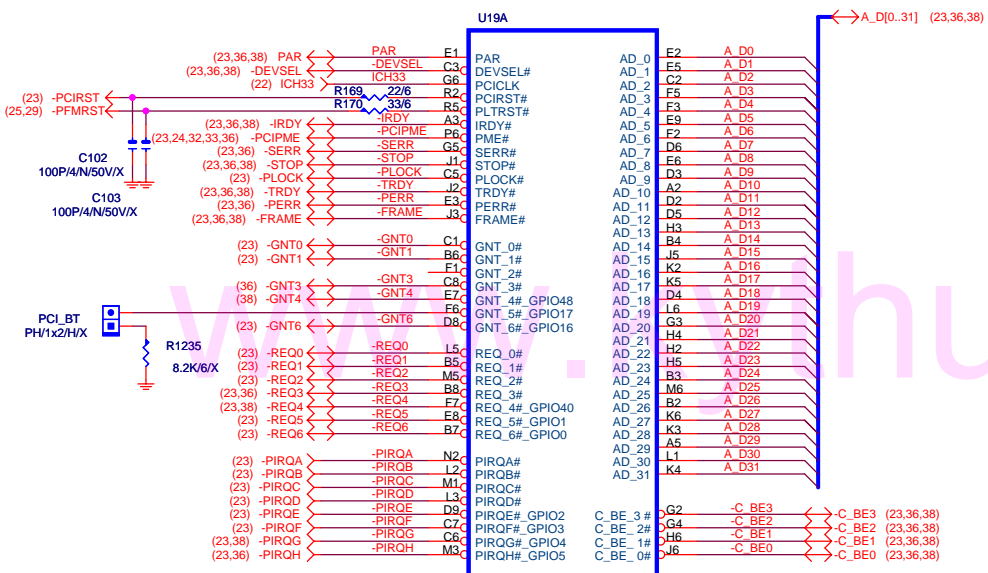 U19A
A_D[0..31] (23,36,38)
(23,36,38) PAR PAR E1 PAR AD_0 E2 A_D0
(23,36,38) -DEVSEL -DEVSEL C3 DEVSEL# AD_1 E5 A_D1
(22) ICH33 ICH33 G6 PCICLK AD_2 C2 A_D2
(23) -PCIRST R169 22/6 R2 PCIRST# AD_3 F5 A_D3
(25,29) -PFMRST R170 33/6 R5 PLTRST# AD_4 F3 A_D4
(23,36,38) -IRDY -IRDY A3 IRDY# AD_5 E9 A_D5
(23,24,32,33,36) -PCIPME -PCIPME P6 PME# AD_6 F2 A_D6
(23,36) -SERR -SERR G5 SERR# AD_7 D6 A_D7
(23,36,38) -STOP -STOP J1 STOP# AD_8 E6 A_D8
(23) -PLOCK -PLOCK C5 PLOCK# AD_9 D3 A_D9
(23,36,38) -TRDY -TRDY J2 TRDY# AD_10 A2 A_D10
(23,36) -PERR -PERR E3 PERR# AD_11 D2 A_D11
(23,36,38) -FRAME -FRAME J3 FRAME# AD_12 D5 A_D12
C102
100P/4/N/50V/X
C103
100P/4/N/50V/X
AD_13 H3 A_D13
(23) -GNT0 -GNT0 C1 GNT_0# AD_14 B4 A_D14
(23) -GNT1 -GNT1 B6 GNT_1# AD_15 J5 A_D15
F1 GNT_2# AD_16 K2 A_D16
(36) -GNT3 -GNT3 C8 GNT_3# AD_17 K5 A_D17
(38) -GNT4 -GNT4 E7 GNT_4#_GPIO48 AD_18 D4 A_D18
F6 GNT_5#_GPIO17 AD_19 L6 A_D19
(23) -GNT6 -GNT6 D8 GNT_6#_GPIO16 AD_20 G3 A_D20
PCI_BT
PH/1x2/H/X
R1235
8.2K/6/X
AD_21 H4 A_D21
(23) -REQ0 -REQ0 L5 REQ_0# AD_22 H2 A_D22
(23) -REQ1 -REQ1 B5 REQ_1# AD_23 H5 A_D23
(23) -REQ2 -REQ2 M5 REQ_2# AD_24 B3 A_D24
(23,36) -REQ3 -REQ3 B8 REQ_3# AD_25 M6 A_D25
(23,38) -REQ4 -REQ4 F7 REQ_4#_GPIO40 AD_26 B2 A_D26
(23) -REQ5 -REQ5 E8 REQ_5#_GPIO1 AD_27 K6 A_D27
(23) -REQ6 -REQ6 B7 REQ_6#_GPIO0 AD_28 K3 A_D28
AD_29 A5 A_D29
(23) -PIRQA -PIRQA N2 PIRQA# AD_30 L1 A_D30
(23) -PIRQB -PIRQB L2 PIRQB# AD_31 K4 A_D31
(23) -PIRQC -PIRQC M1 PIRQC#
(23) -PIRQD -PIRQD L3 PIRQD#
(23) -PIRQE -PIRQE D9 PIRQE#_GPIO2 C_BE_3 # G2 -C_BE3 -C_BE3 (23,36,38)
(23) -PIRQF -PIRQF C7 PIRQF#_GPIO3 C_BE_ 2# G4 -C_BE2 -C_BE2 (23,36,38)
(23,38) -PIRQG -PIRQG C6 PIRQG#_GPIO4 C_BE_ 1# H6 -C_BE1 -C_BE1 (23,36,38)
(23,36) -PIRQH -PIRQH M3 PIRQH#_GPIO5 C_BE_ 0# J6 -C_BE0 -C_BE0 (23,36,38)